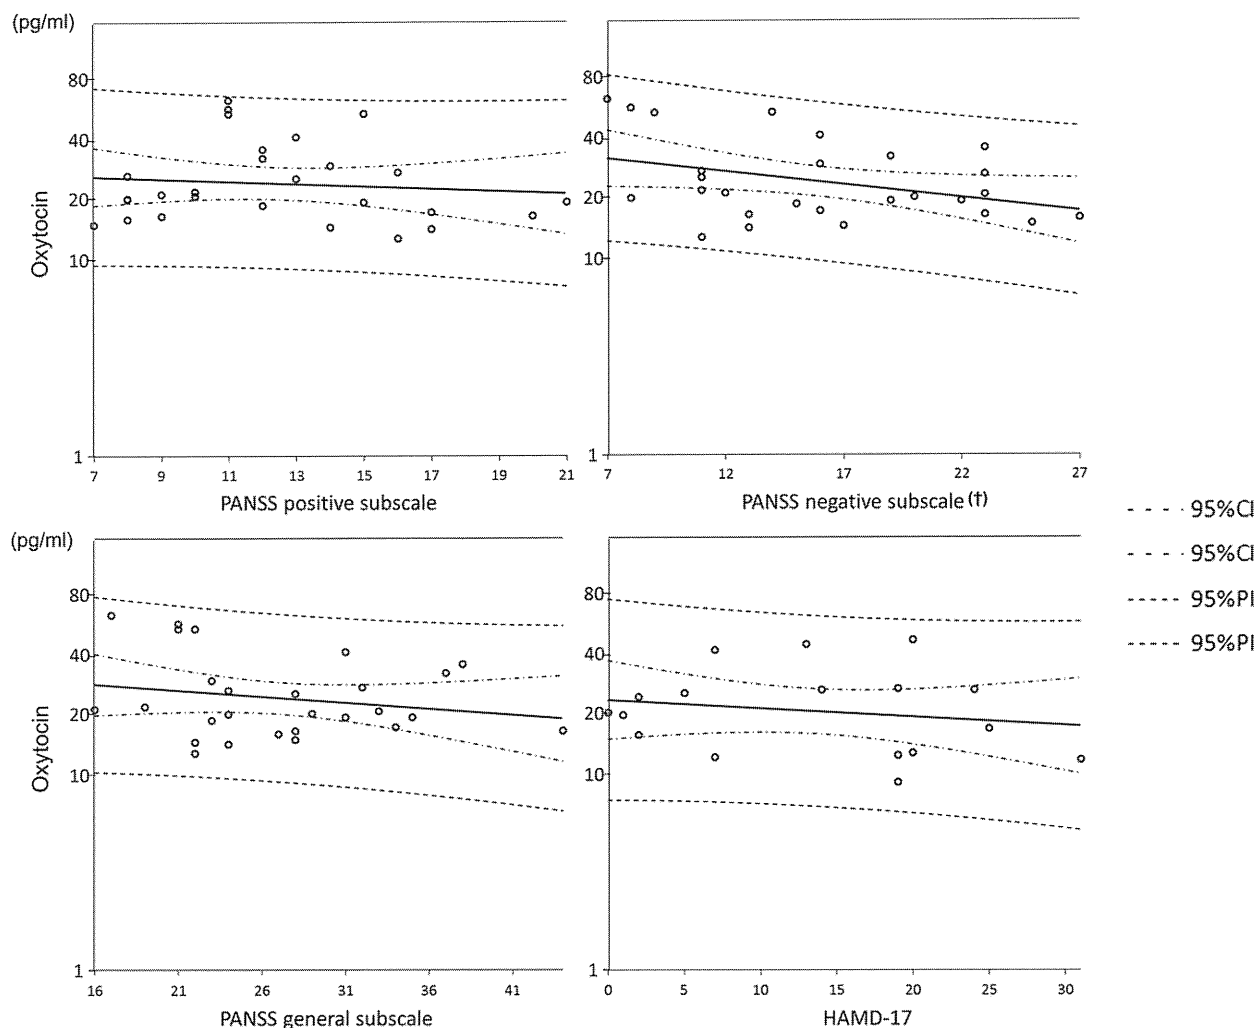 (pg/ml)
80
40
20
10
1
Oxytocin
7 9 11 13 15 17 19 21
PANSS positive subscale
80
40
20
10
1
7 12 17 22 27
PANSS negative subscale(†)
(pg/ml)
80
40
20
10
1
Oxytocin
16 21 26 31 36 41
PANSS general subscale
80
40
20
10
1
0 5 10 15 20 25 30
HAMD-17
95%CI
95%CI
95%PI
95%PI